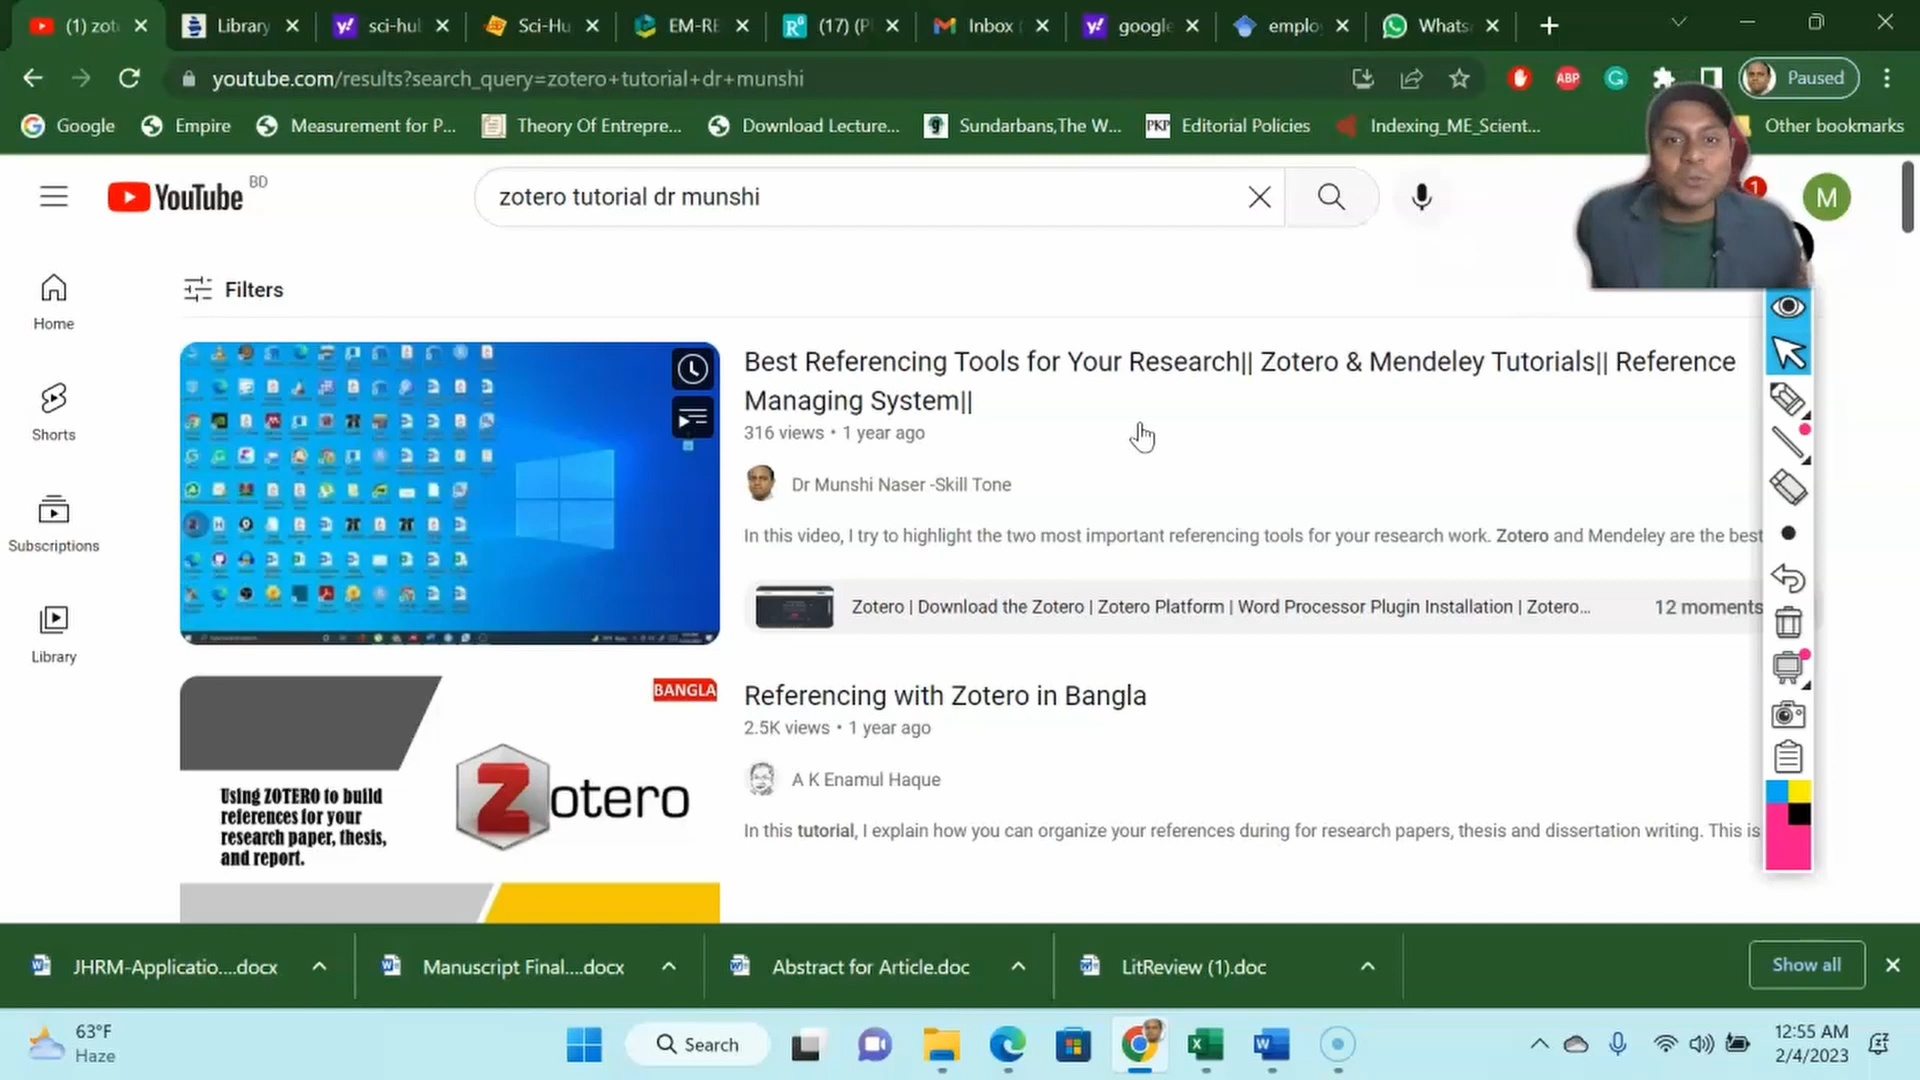 (1) zot
Library
sci-hul
Sci-Hu
EM-RE
(17) (P
Inbox (
google
emplo
Whats
youtube.com/results?search_query=zotero+tutorial+dr+munshi
ABP
Paused
Google
Empire
Measurement for P...
Theory Of Entrepre...
Download Lecture...
Sundarbans,The W...
PKP
Editorial Policies
Indexing_ME_Scient...
Other bookmarks
YouTube BD
zotero tutorial dr munshi
1
M
Filters
Home
Shorts
Subscriptions
Library
Best Referencing Tools for Your Research|| Zotero & Mendeley Tutorials|| Reference
Managing System||
316 views • 1 year ago
Dr Munshi Naser -Skill Tone
In this video, I try to highlight the two most important referencing tools for your research work. Zotero and Mendeley are the best
Zotero | Download the Zotero | Zotero Platform | Word Processor Plugin Installation | Zotero...
12 moments
BANGLA
Using ZOTERO to build
references for your
research paper, thesis,
and report.
Zotero
Referencing with Zotero in Bangla
2.5K views • 1 year ago
A K Enamul Haque
In this tutorial, I explain how you can organize your references during for research papers, thesis and dissertation writing. This is
JHRM-Applicatio....docx
Manuscript Final....docx
Abstract for Article.doc
LitReview (1).doc
Show all
63°F
Haze
Search
12:55 AM
2/4/2023